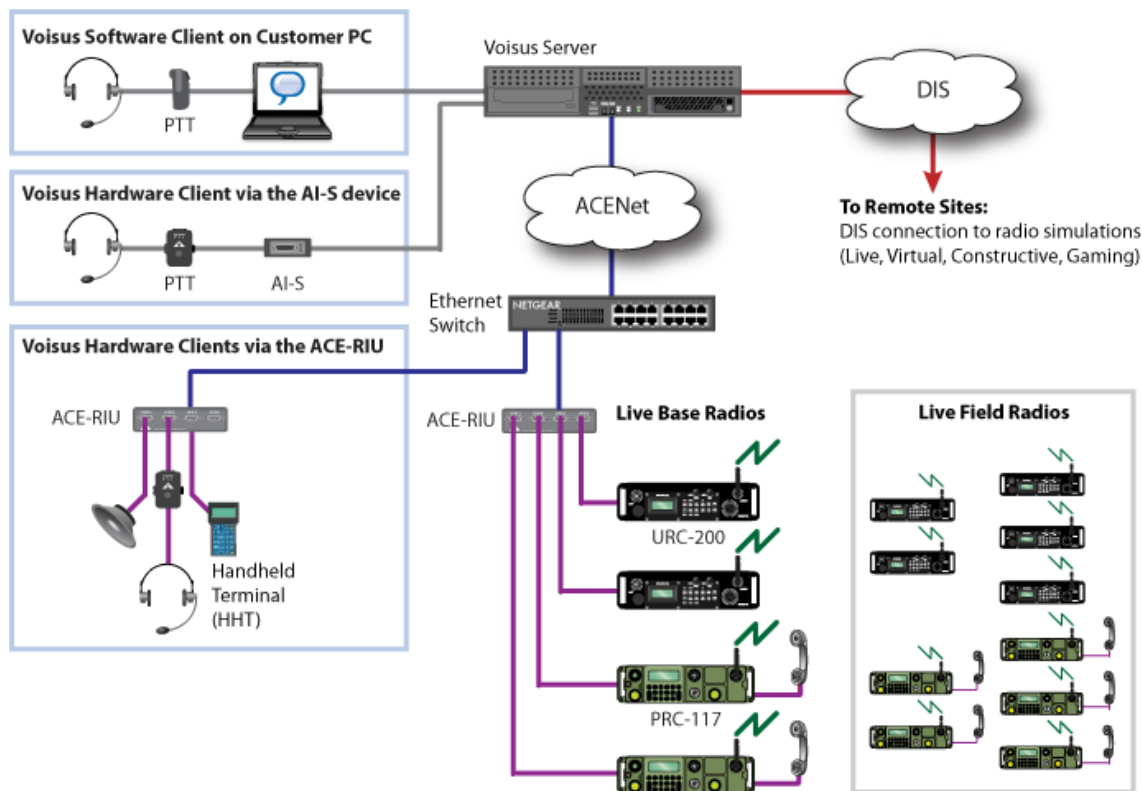 Voisus Software Client on Customer PC
PTT
Voisus Server
DIS
Voisus Hardware Client via the AI-S device
PTT
PTT
AI-S
ACENet
To Remote Sites:
DIS connection to radio simulations
(Live, Virtual, Constructive, Gaming)
Ethernet
Switch
NETGEAR
Voisus Hardware Clients via the ACE-RIU
ACE-RIU
PTT
Handheld
Terminal
(HHT)
ACE-RIU
Live Base Radios
URC-200
PRC-117
Live Field Radios